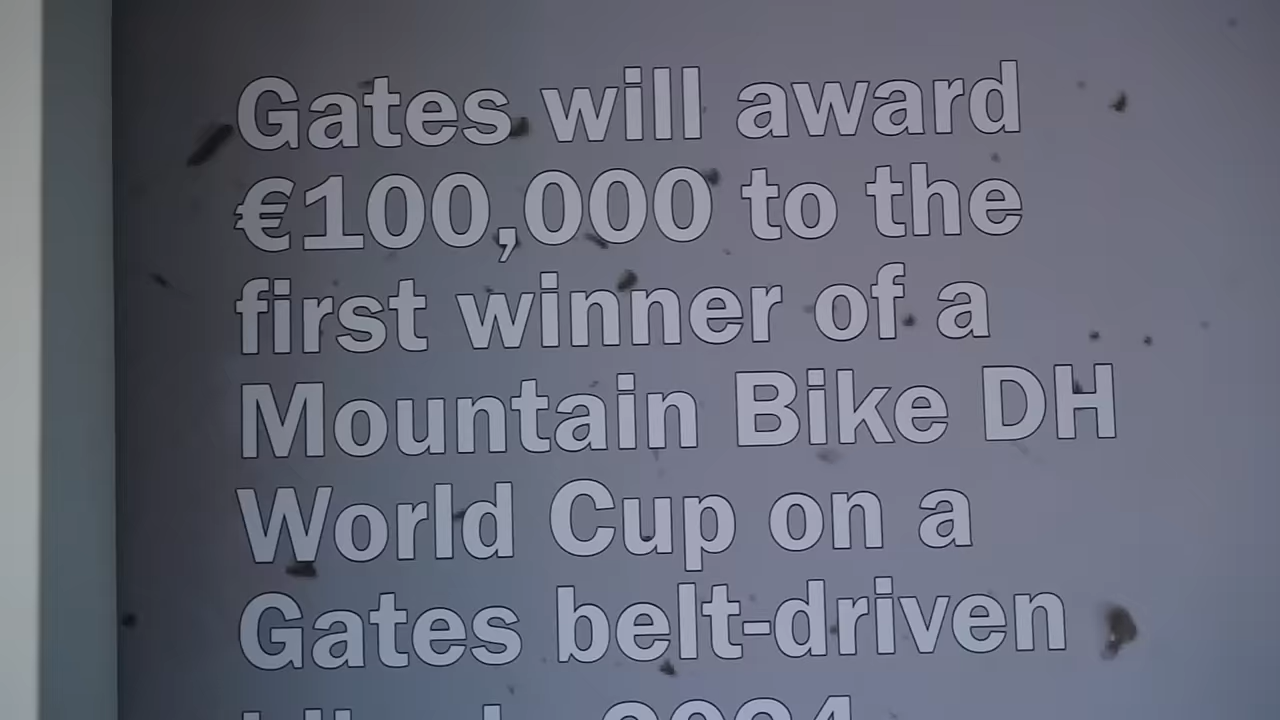 Gates will award
€100,000 to the
first winner of a
Mountain Bike DH
World Cup on a
Gates belt-driven